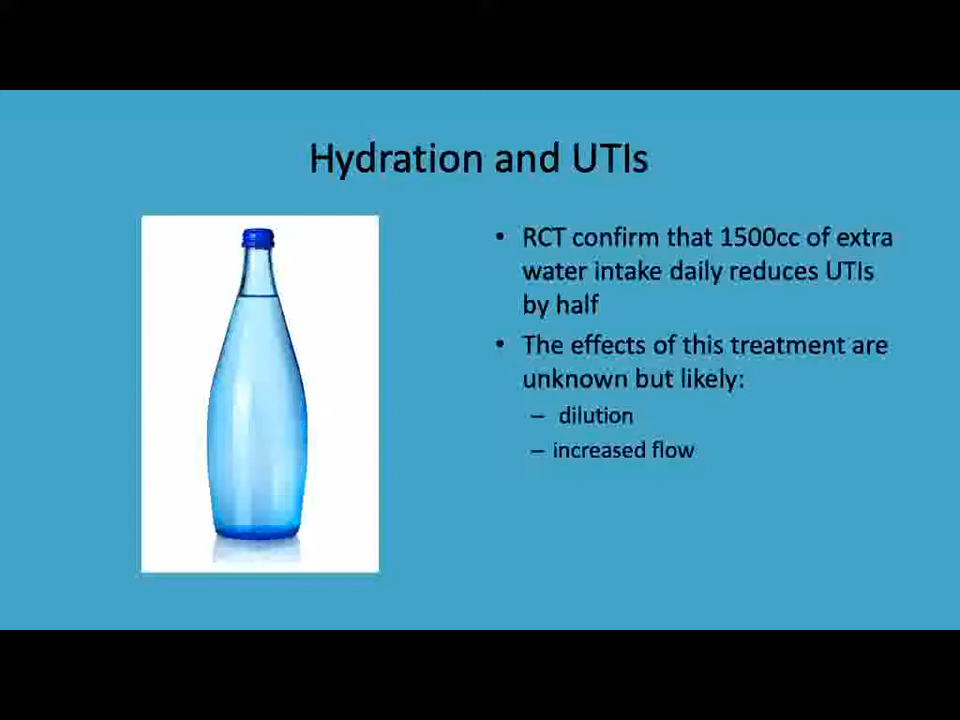 Hydration and UTIs
• RCT confirm that 1500cc of extra
water intake daily reduces UTIs
by half
• The effects of this treatment are
unknown but likely:
– dilution
– increased flow